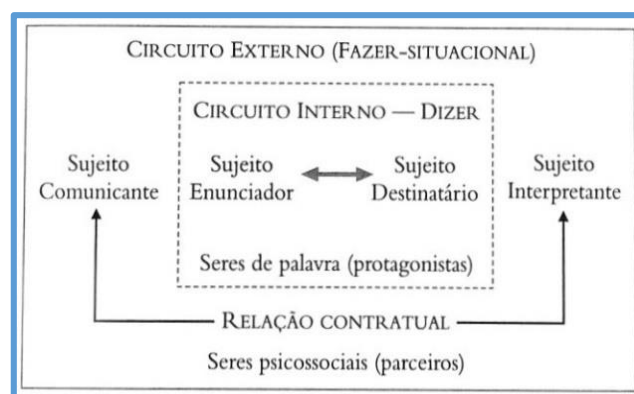 CIRCUITO EXTERNO (FAZER-SITUACIONAL)
CIRCUITO INTERNO — DIZER
Sujeito Comunicante
Sujeito Enunciador
Sujeito Destinatário
Sujeito Interpretante
Seres de palavra (protagonistas)
RELAÇÃO CONTRATUAL
Seres psicossociais (parceiros)